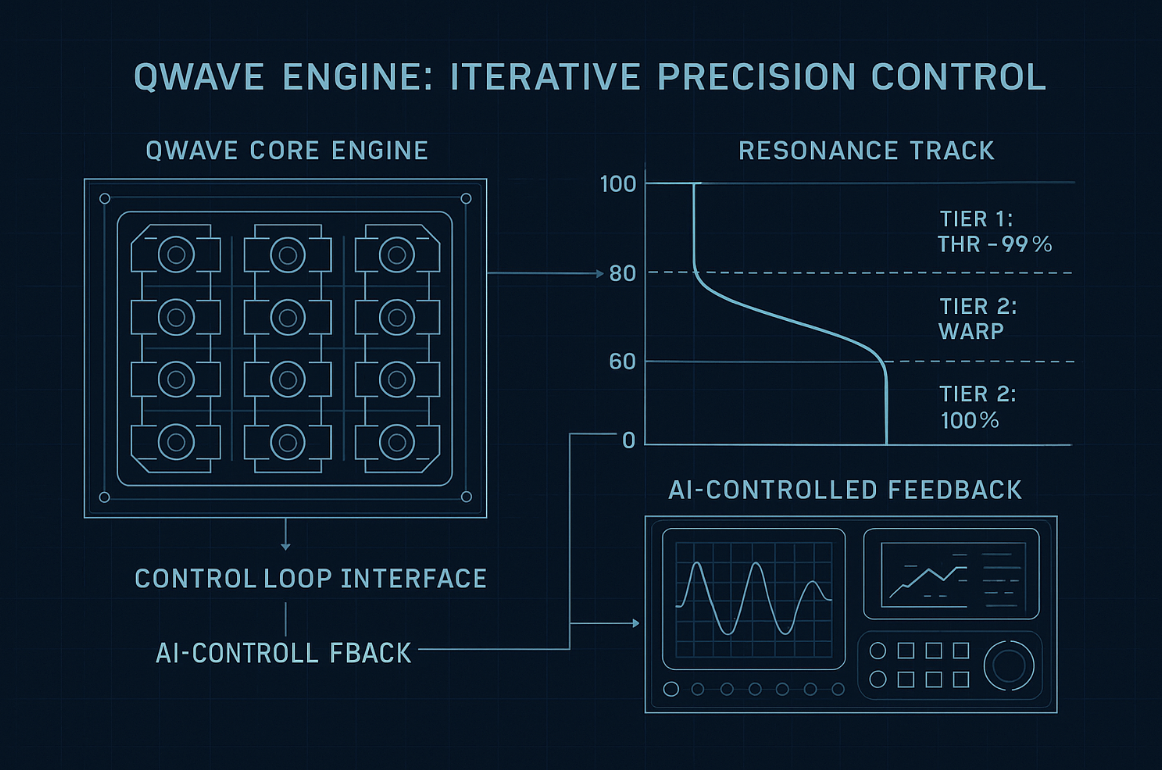 QWAVE ENGINE: ITERATIVE PRECISION CONTROL
QWAVE CORE ENGINE
RESONANCE TRACK
100
TIER 1:
THR -99%
80
TIER 2:
WARP
60
TIER 2:
100%
0
AI-CONTROLLED FEEDBACK
CONTROL LOOP INTERFACE
AI-CONTROLL FBACK